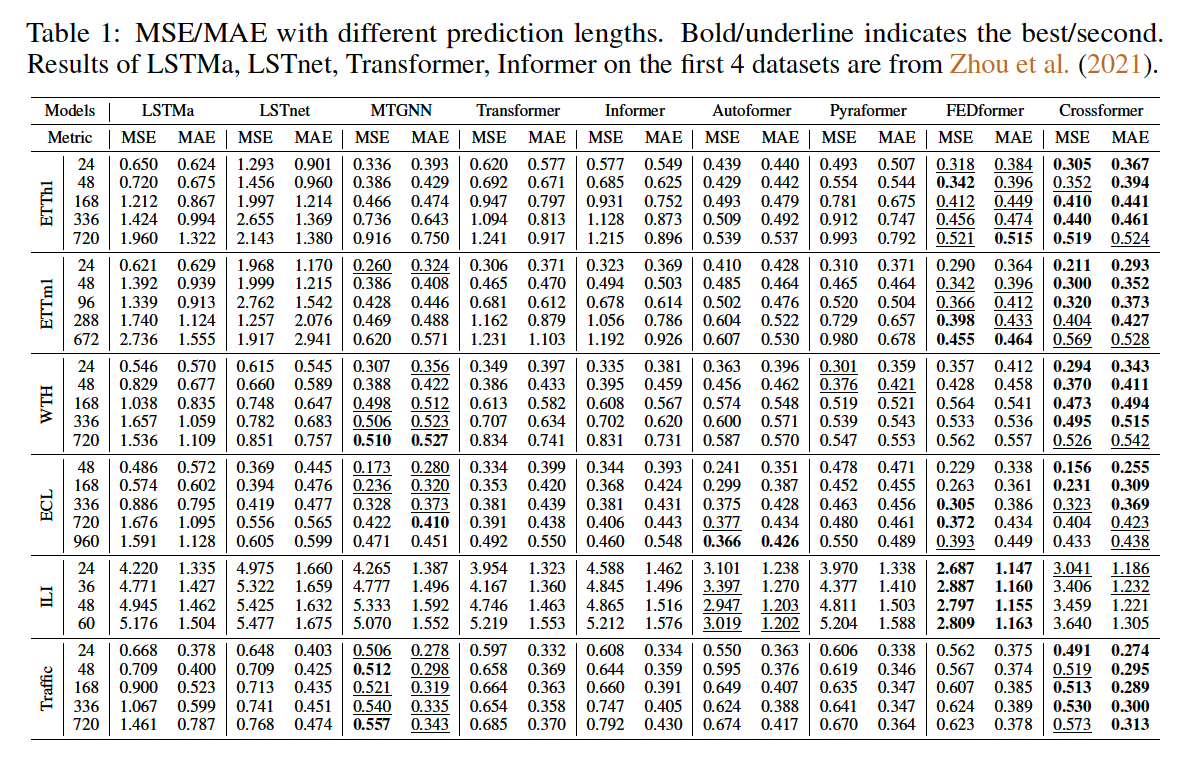 Table 1: MSE/MAE with different prediction lengths. Bold/underline indicates the best/second.
Results of LSTMa, LSTnet, Transformer, Informer on the first 4 datasets are from Zhou et al. (2021).
Models LSTMa LSTnet MTGNN Transformer Informer Autoformer Pyraformer FEDformer Crossformer
Metric MSE MAE MSE MAE MSE MAE MSE MAE MSE MAE MSE MAE MSE MAE MSE MAE MSE MAE
ETTh1
24 0.650 0.624 1.293 0.901 0.336 0.393 0.620 0.577 0.577 0.549 0.439 0.440 0.493 0.507 0.318 0.384 0.305 0.367
48 0.720 0.675 1.456 0.960 0.386 0.429 0.692 0.671 0.685 0.625 0.429 0.442 0.554 0.544 0.342 0.396 0.352 0.394
168 1.212 0.867 1.997 1.214 0.466 0.474 0.947 0.797 0.931 0.752 0.493 0.479 0.781 0.675 0.412 0.449 0.410 0.441
336 1.424 0.994 2.655 1.369 0.736 0.643 1.094 0.813 1.128 0.873 0.509 0.492 0.912 0.747 0.456 0.474 0.440 0.461
720 1.960 1.322 2.143 1.380 0.916 0.750 1.241 0.917 1.215 0.896 0.539 0.537 0.993 0.792 0.521 0.515 0.519 0.524
ETTm1
24 0.621 0.629 1.968 1.170 0.260 0.324 0.306 0.371 0.323 0.369 0.410 0.428 0.310 0.371 0.290 0.364 0.211 0.293
48 1.392 0.939 1.999 1.215 0.386 0.408 0.465 0.470 0.494 0.503 0.485 0.464 0.465 0.464 0.342 0.396 0.300 0.352
96 1.339 0.913 2.762 1.542 0.428 0.446 0.681 0.612 0.678 0.614 0.502 0.476 0.520 0.504 0.366 0.412 0.320 0.373
288 1.740 1.124 1.257 2.076 0.469 0.488 1.162 0.879 1.056 0.786 0.604 0.522 0.729 0.657 0.398 0.433 0.404 0.427
672 2.736 1.555 1.917 2.941 0.620 0.571 1.231 1.103 1.192 0.926 0.607 0.530 0.980 0.678 0.455 0.464 0.569 0.528
WTH
24 0.546 0.570 0.615 0.545 0.307 0.356 0.349 0.397 0.335 0.381 0.363 0.396 0.301 0.359 0.357 0.412 0.294 0.343
48 0.829 0.677 0.660 0.589 0.388 0.422 0.386 0.433 0.395 0.459 0.456 0.462 0.376 0.421 0.428 0.458 0.370 0.411
168 1.038 0.835 0.748 0.647 0.498 0.512 0.613 0.582 0.608 0.567 0.574 0.548 0.519 0.521 0.564 0.541 0.473 0.494
336 1.657 1.059 0.782 0.683 0.506 0.523 0.707 0.634 0.702 0.620 0.600 0.571 0.539 0.543 0.533 0.536 0.495 0.515
720 1.536 1.109 0.851 0.757 0.510 0.527 0.834 0.741 0.831 0.731 0.587 0.570 0.547 0.553 0.562 0.557 0.526 0.542
ECL
48 0.486 0.572 0.369 0.445 0.173 0.280 0.334 0.399 0.344 0.393 0.241 0.351 0.478 0.471 0.229 0.338 0.156 0.255
168 0.574 0.602 0.394 0.476 0.236 0.320 0.353 0.420 0.368 0.424 0.299 0.387 0.452 0.455 0.263 0.361 0.231 0.309
336 0.886 0.795 0.419 0.477 0.328 0.373 0.381 0.439 0.381 0.431 0.375 0.428 0.463 0.456 0.305 0.386 0.323 0.369
720 1.676 1.095 0.556 0.565 0.422 0.410 0.391 0.438 0.406 0.443 0.377 0.434 0.480 0.461 0.372 0.434 0.404 0.423
960 1.591 1.128 0.605 0.599 0.471 0.451 0.492 0.550 0.460 0.548 0.366 0.426 0.550 0.489 0.393 0.449 0.433 0.438
ILI
24 4.220 1.335 4.975 1.660 4.265 1.387 3.954 1.323 4.588 1.462 3.101 1.238 3.970 1.338 2.687 1.147 3.041 1.186
36 4.771 1.427 5.322 1.659 4.777 1.496 4.167 1.360 4.845 1.496 3.397 1.270 4.377 1.410 2.887 1.160 3.406 1.232
48 4.945 1.462 5.425 1.632 5.333 1.592 4.746 1.463 4.865 1.516 2.947 1.203 4.811 1.503 2.797 1.155 3.459 1.221
60 5.176 1.504 5.477 1.675 5.070 1.552 5.219 1.553 5.212 1.576 3.019 1.202 5.204 1.588 2.809 1.163 3.640 1.305
Traffic
24 0.668 0.378 0.648 0.403 0.506 0.278 0.597 0.332 0.608 0.334 0.550 0.363 0.606 0.338 0.562 0.375 0.491 0.274
48 0.709 0.400 0.709 0.425 0.512 0.298 0.658 0.369 0.644 0.359 0.595 0.376 0.619 0.346 0.567 0.374 0.519 0.295
168 0.900 0.523 0.713 0.435 0.521 0.319 0.664 0.363 0.660 0.391 0.649 0.407 0.635 0.347 0.607 0.385 0.513 0.289
336 1.067 0.599 0.741 0.451 0.540 0.335 0.654 0.358 0.747 0.405 0.624 0.388 0.641 0.347 0.624 0.389 0.530 0.300
720 1.461 0.787 0.768 0.474 0.557 0.343 0.685 0.370 0.792 0.430 0.674 0.417 0.670 0.364 0.623 0.378 0.573 0.313